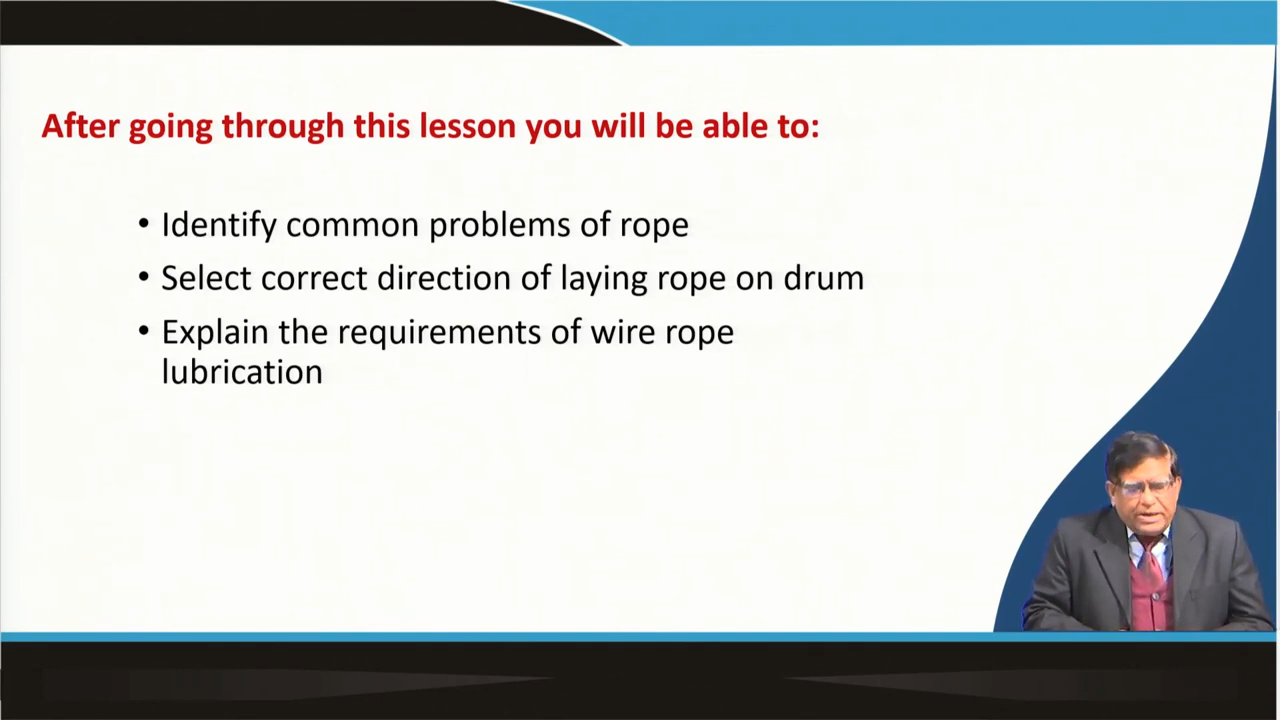 After going through this lesson you will be able to:
• Identify common problems of rope
• Select correct direction of laying rope on drum
• Explain the requirements of wire rope
lubrication